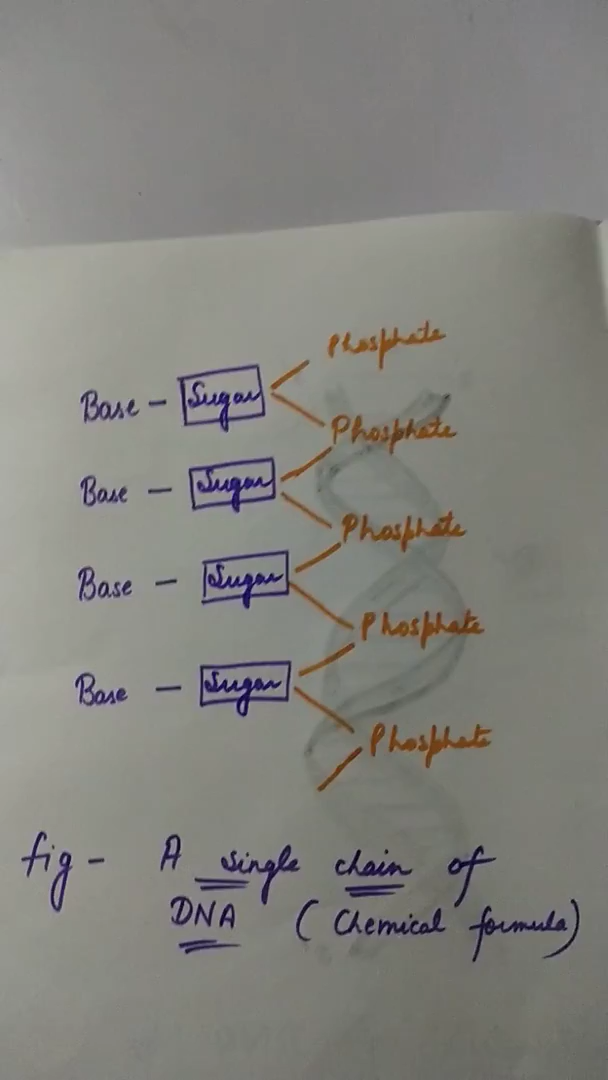 Phosphate
Base - Sugar
Phosphate
Base - Sugar
Phosphate
Base - Sugar
Phosphate
Base - Sugar
Phosphate
fig - A single chain of
DNA (Chemical formula)